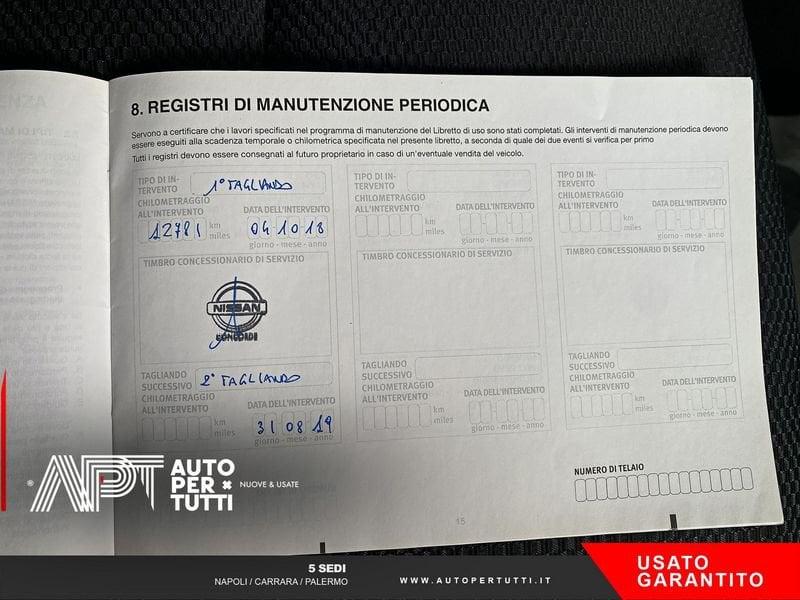 8. REGISTRI DI MANUTENZIONE PERIODICA
Servono a certificare che i lavori specificati nel programma di manutenzione del Libretto di uso sono stati completati. Gli interventi di manutenzione periodica devono
essere eseguiti alla scadenza temporale o chilometrica specificata nel presente libretto, a seconda di quale dei due eventi si verifica per primo
Tutti i registri devono essere consegnati al futuro proprietario in caso di un'eventuale vendita del veicolo.
TIPO DI IN-
TERVENTO
1° TAGLIANDO
CHILOMETRAGGIO
ALL'INTERVENTO
12781
km
miles
DATA DELL'INTERVENTO
04 10 18
giorno - mese - anno
TIMBRO CONCESSIONARIO DI SERVIZIO
NISSAN
CONCORDE
TAGLIANDO
SUCCESSIVO
2° TAGLIANDO
CHILOMETRAGGIO
ALL'INTERVENTO
km
miles
DATA DELL'INTERVENTO
31 08 19
giorno - mese - anno
TIPO DI IN-
TERVENTO
CHILOMETRAGGIO
ALL'INTERVENTO
km
miles
DATA DELL'INTERVENTO
giorno - mese - anno
TIMBRO CONCESSIONARIO DI SERVIZIO
TAGLIANDO
SUCCESSIVO
CHILOMETRAGGIO
ALL'INTERVENTO
km
miles
DATA DELL'INTERVENTO
giorno - mese - anno
TIPO DI IN-
TERVENTO
CHILOMETRAGGIO
ALL'INTERVENTO
km
miles
DATA DELL'INTERVENTO
giorno - mese - anno
TIMBRO CONCESSIONARIO DI SERVIZIO
TAGLIANDO
SUCCESSIVO
CHILOMETRAGGIO
ALL'INTERVENTO
km
miles
DATA DELL'INTERVENTO
giorno - mese - anno
NUMERO DI TELAIO
15
® APT
AUTO
PER
TUTTI
NUOVE & USATE
5 SEDI
NAPOLI / CARRARA / PALERMO
WWW.AUTOPERTUTTI.IT
USATO
GARANTITO